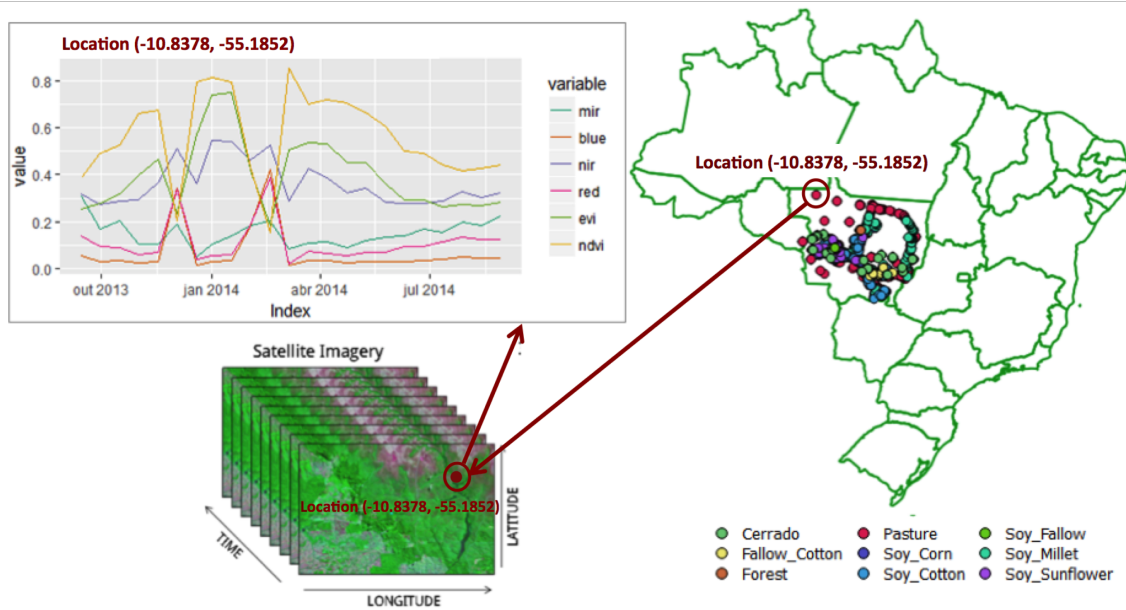 Location (-10.8378, -55.1852)
0.8
0.6
0.4
0.2
0.0
value
out 2013
jan 2014
abr 2014
jul 2014
Index
variable
mir
blue
nir
red
evi
ndvi
Location (-10.8378, -55.1852)
Satellite Imagery
Location (-10.8378, -55.1852)
TIME
LATITUDE
LONGITUDE
Cerrado
Pasture
Soy_Fallow
Fallow_Cotton
Soy_Corn
Soy_Millet
Forest
Soy_Cotton
Soy_Sunflower